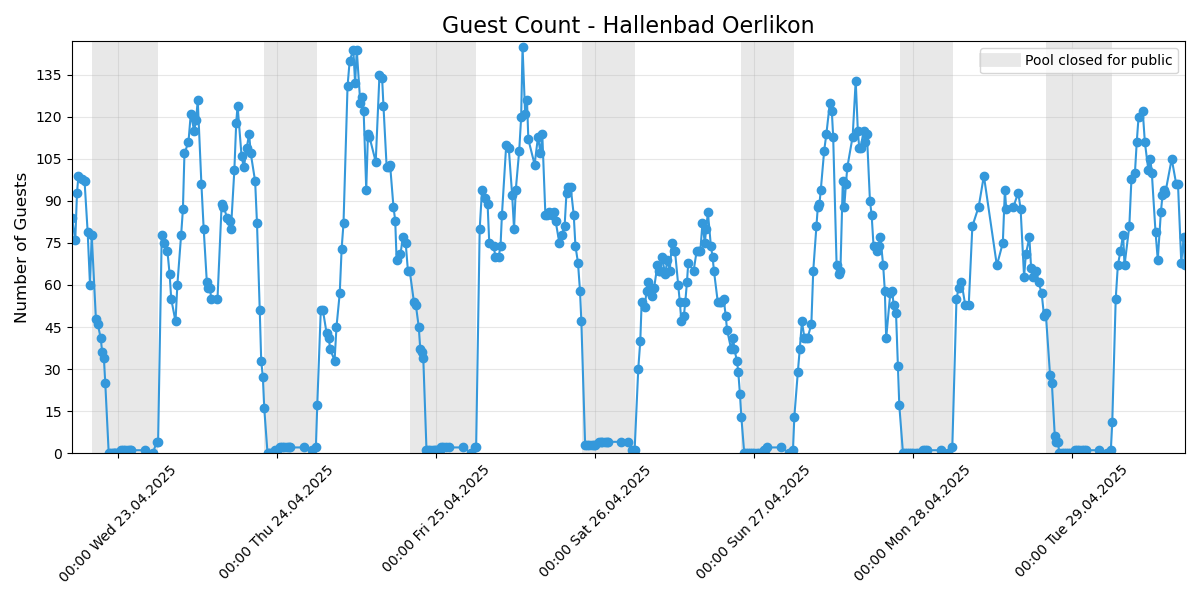 Guest Count - Hallenbad Oerlikon
Pool closed for public
Number of Guests
135
120
105
90
75
60
45
30
15
0
00:00 Wed 23.04.2025
00:00 Thu 24.04.2025
00:00 Fri 25.04.2025
00:00 Sat 26.04.2025
00:00 Sun 27.04.2025
00:00 Mon 28.04.2025
00:00 Tue 29.04.2025